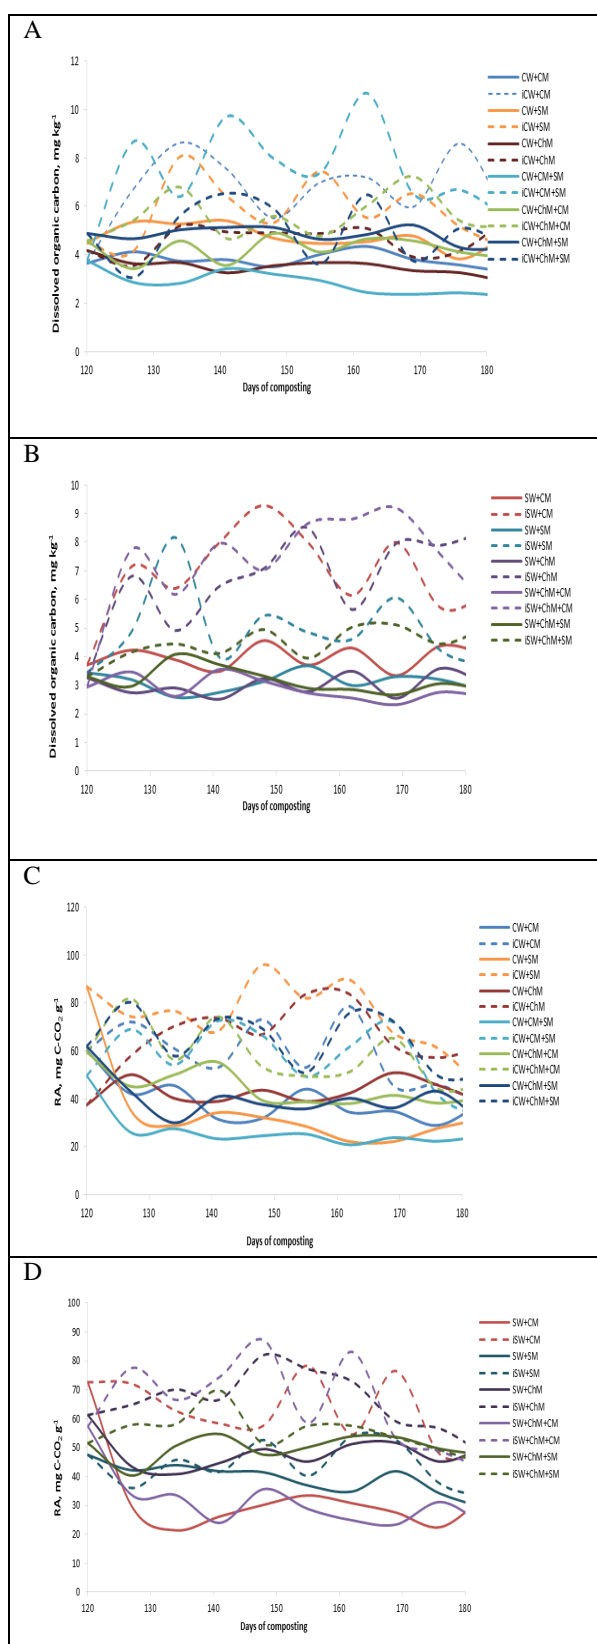 A
12
10
8
6
4
2
0
Dissolved organic carbon, mg kg⁻¹
120 130 140 150 160 170 180
Days of composting
CW+CM
iCW+CM
CW+SM
iCW+SM
CW+ChM
iCW+ChM
CW+CM+SM
iCW+CM+SM
CW+ChM+CM
iCW+ChM+CM
CW+ChM+SM
iCW+ChM+SM
B
10
9
8
7
6
5
4
3
2
1
0
Dissolved organic carbon, mg kg⁻¹
120 130 140 150 160 170 180
Days of composting
SW+CM
iSW+CM
SW+SM
iSW+SM
SW+ChM
iSW+ChM
SW+ChM+CM
iSW+ChM+CM
SW+ChM+SM
iSW+ChM+SM
C
120
100
80
60
40
20
0
RA, mg C-CO₂ g⁻¹
120 130 140 150 160 170 180
Days of composting
CW+CM
iCW+CM
CW+SM
iCW+SM
CW+ChM
iCW+ChM
CW+CM+SM
iCW+CM+SM
CW+ChM+CM
iCW+ChM+CM
CW+ChM+SM
iCW+ChM+SM
D
100
90
80
70
60
50
40
30
20
10
0
RA, mg C-CO₂ g⁻¹
120 130 140 150 160 170 180
Days of composting
SW+CM
iSW+CM
SW+SM
iSW+SM
SW+ChM
iSW+ChM
SW+ChM+CM
iSW+ChM+CM
SW+ChM+SM
iSW+ChM+SM